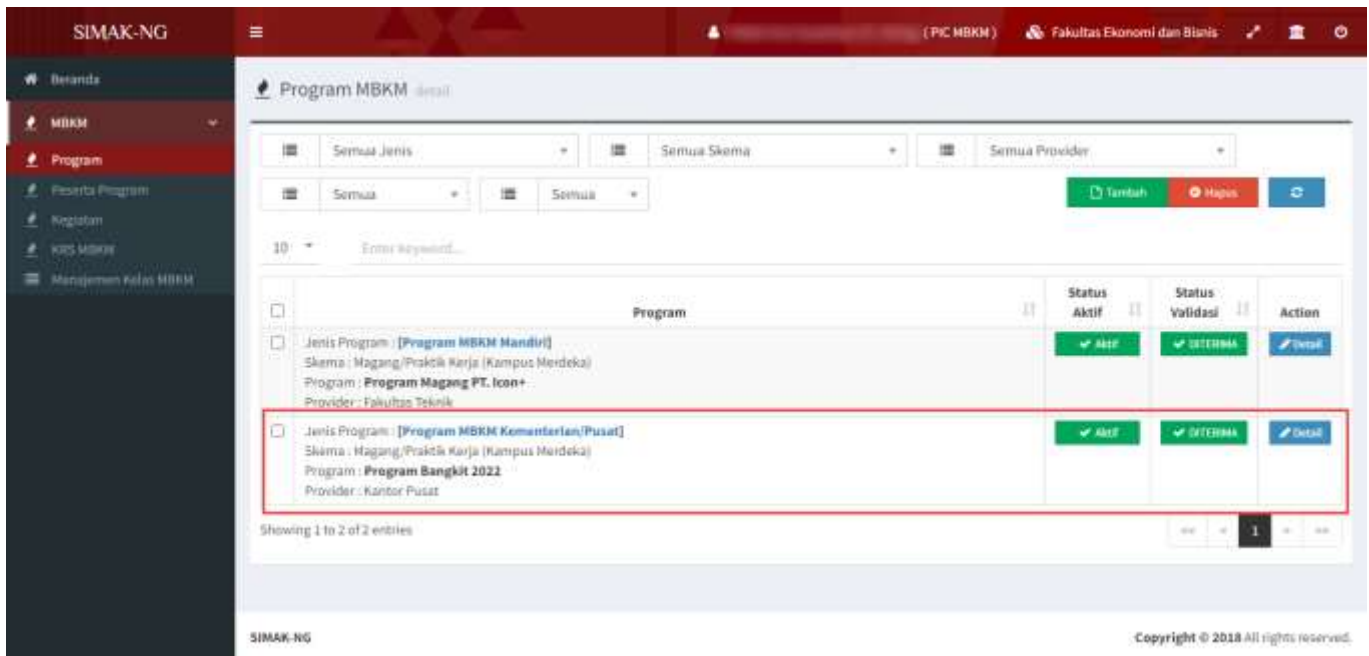 SIMAK-NG
( PIC MBKM )
Fakultas Ekonomi dan Bisnis
Beranda
MBKM
Program
Peserta Program
Kegiatan
KRS MBKM
Manajemen Kelas MBKM
Program MBKM detail
Semua Jenis
Semua Skema
Semua Provider
Semua
Semua
Tambah
Hapus
10
Enter keyword...
Program
Status Aktif
Status Validasi
Action
Jenis Program : [Program MBKM Mandiri]
Skema : Magang/Praktik Kerja (Kampus Merdeka)
Program : Program Magang PT. Icon+
Provider : Fakultas Teknik
Aktif
DITERIMA
Detail
Jenis Program : [Program MBKM Kementerian/Pusat]
Skema : Magang/Praktik Kerja (Kampus Merdeka)
Program : Program Bangkit 2022
Provider : Kantor Pusat
Aktif
DITERIMA
Detail
Showing 1 to 2 of 2 entries
1
SIMAK-NG
Copyright © 2018 All rights reserved.